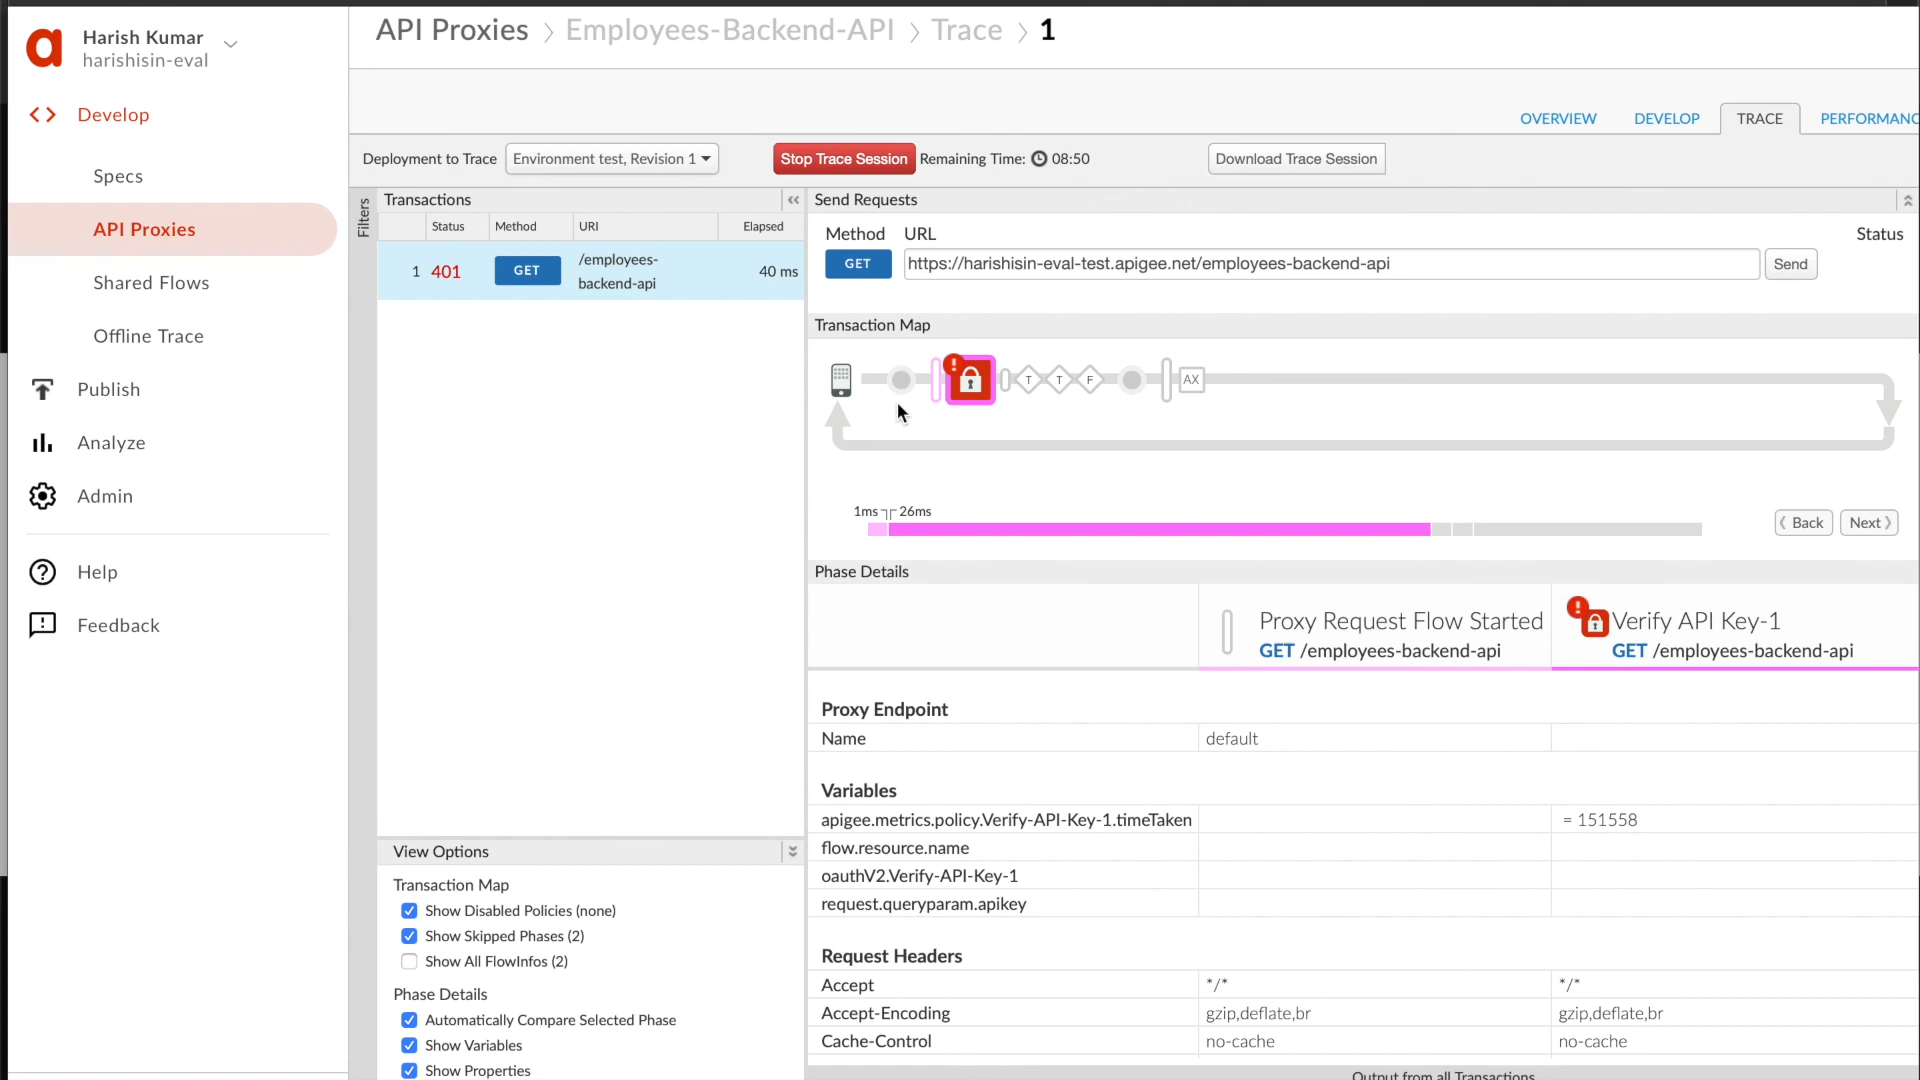 Harish Kumar
harishisin-eval
Develop
Specs
API Proxies
Shared Flows
Offline Trace
Publish
Analyze
Admin
Help
Feedback
API Proxies > Employees-Backend-API > Trace > 1
OVERVIEW DEVELOP TRACE PERFORMANC
Deployment to Trace Environment test, Revision 1 Stop Trace Session Remaining Time: 08:50 Download Trace Session
Filters
Transactions
Status Method URI Elapsed
1 401 GET /employees-
backend-api 40 ms
View Options
Transaction Map
Show Disabled Policies (none)
Show Skipped Phases (2)
Show All FlowInfos (2)
Phase Details
Automatically Compare Selected Phase
Show Variables
Show Properties
Send Requests
Method URL Status
GET https://harishisin-eval-test.apigee.net/employees-backend-api Send
Transaction Map
T T F AX
1ms 26ms
Back Next
Phase Details
Proxy Request Flow Started Verify API Key-1
GET /employees-backend-api GET /employees-backend-api
Proxy Endpoint
Name default
Variables
apigee.metrics.policy.Verify-API-Key-1.timeTaken = 151558
flow.resource.name
oauthV2.Verify-API-Key-1
request.queryparam.apikey
Request Headers
Accept */* */*
Accept-Encoding gzip,deflate,br gzip,deflate,br
Cache-Control no-cache no-cache
Output from all Transactions